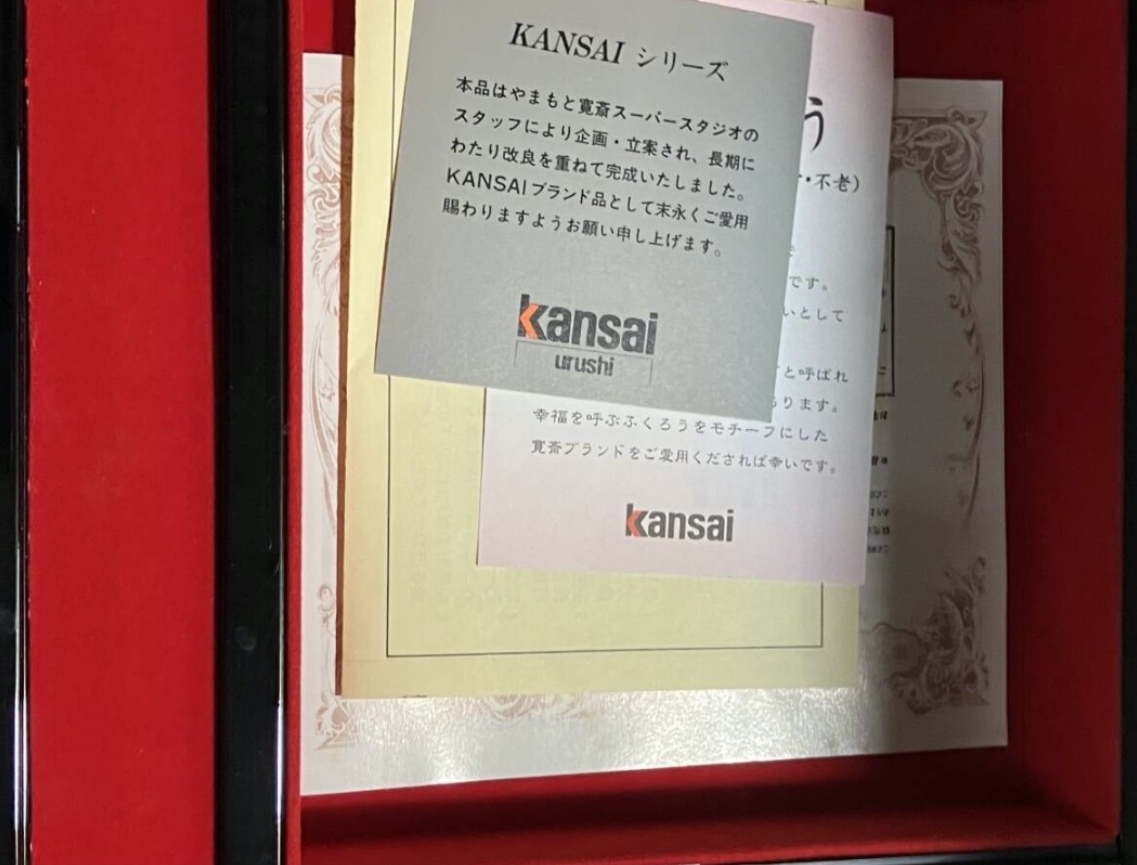 KANSAI シリーズ
本品はやまもと寛斎スーパースタジオの
スタッフにより企画・立案され、長期に
わたり改良を重ねて完成いたしました。
KANSAIブランド品として末永くご愛用
賜わりますようお願い申し上げます。
kansai
urushi
う
・不老）
です。
いとして
と呼ばれ
ります。
幸福を呼ぶふくろうをモチーフにした
寛斎ブランドをご愛用くだされば幸いです。
kansai